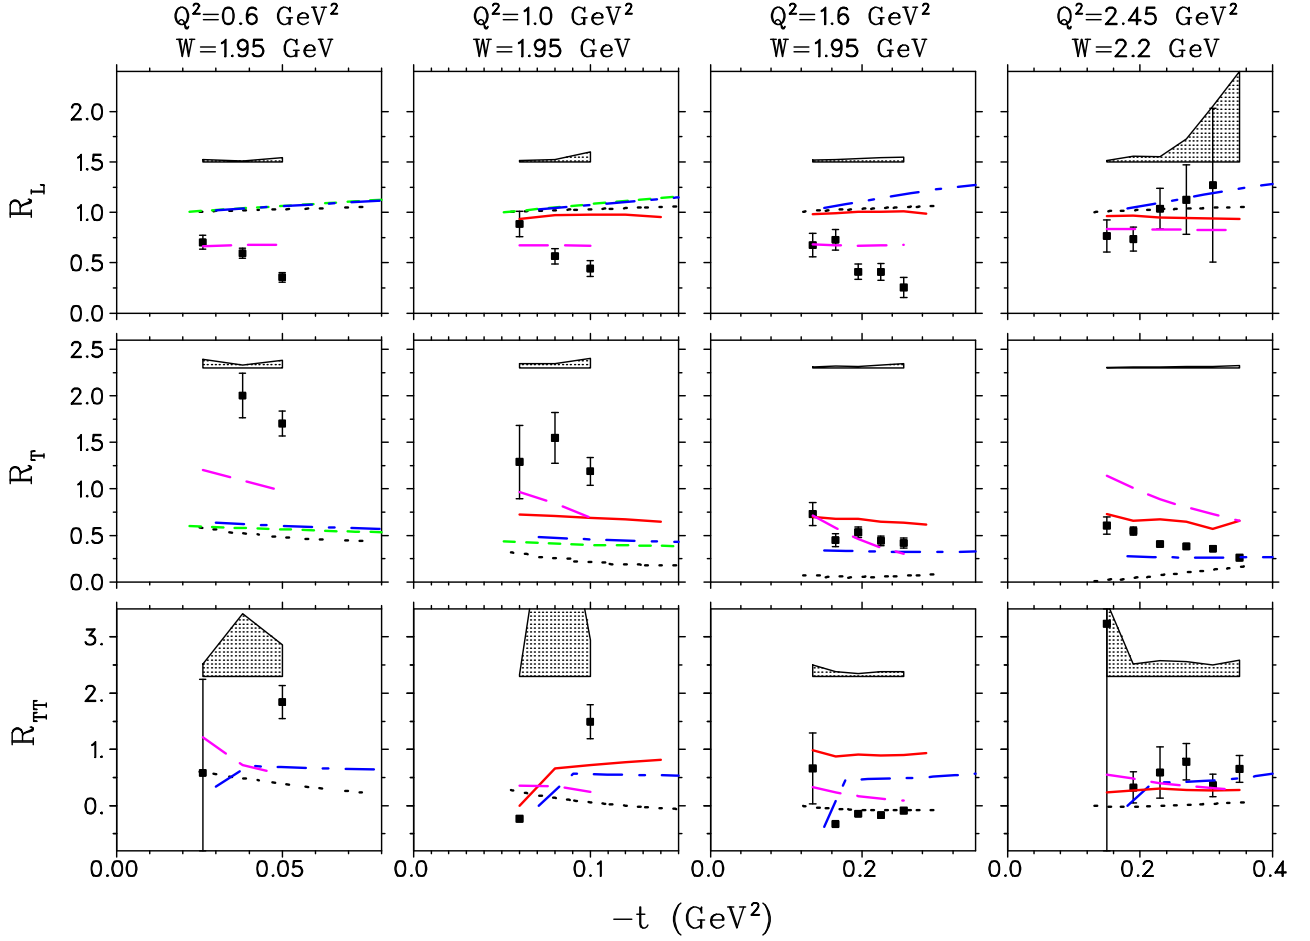 Q²=0.6 GeV² Q²=1.0 GeV² Q²=1.6 GeV² Q²=2.45 GeV²
W=1.95 GeV W=1.95 GeV W=1.95 GeV W=2.2 GeV
R_L
2.0
1.5
1.0
0.5
0.0
R_T
2.5
2.0
1.5
1.0
0.5
0.0
R_TT
3.
2.
1.
0.
0.00 0.05 0.0 0.1 0.0 0.2 0.0 0.2 0.4
−t (GeV²)